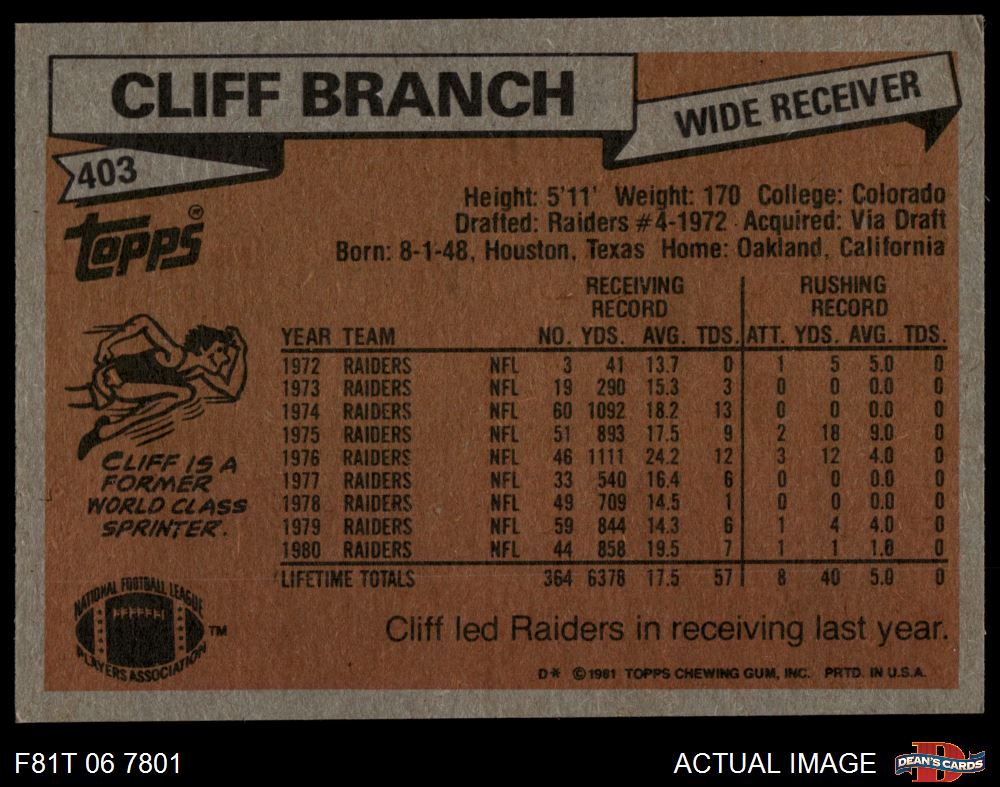 CLIFF BRANCH
WIDE RECEIVER
403
Topps®
Height: 5'11' Weight: 170 College: Colorado
Drafted: Raiders #4-1972 Acquired: Via Draft
Born: 8-1-48, Houston, Texas Home: Oakland, California
RECEIVING RECORD RUSHING RECORD
YEAR TEAM NO. YDS. AVG. TDS. ATT. YDS. AVG. TDS.
1972 RAIDERS NFL 3 41 13.7 0 1 5 5.0 0
1973 RAIDERS NFL 19 290 15.3 3 0 0 0.0 0
1974 RAIDERS NFL 60 1092 18.2 13 0 0 0.0 0
1975 RAIDERS NFL 51 893 17.5 9 2 18 9.0 0
1976 RAIDERS NFL 46 1111 24.2 12 3 12 4.0 0
1977 RAIDERS NFL 33 540 16.4 6 0 0 0.0 0
1978 RAIDERS NFL 49 709 14.5 1 0 0 0.0 0
1979 RAIDERS NFL 59 844 14.3 6 1 4 4.0 0
1980 RAIDERS NFL 44 858 19.5 7 1 1 1.0 0
LIFETIME TOTALS 364 6378 17.5 57 8 40 5.0 0
CLIFF IS A
FORMER
WORLD CLASS
SPRINTER.
NATIONAL FOOTBALL LEAGUE
PLAYERS ASSOCIATION
TM
Cliff led Raiders in receiving last year.
D* ©1981 TOPPS CHEWING GUM, INC. PRTD. IN U.S.A.
F81T 06 7801
ACTUAL IMAGE
DEAN'S CARDS